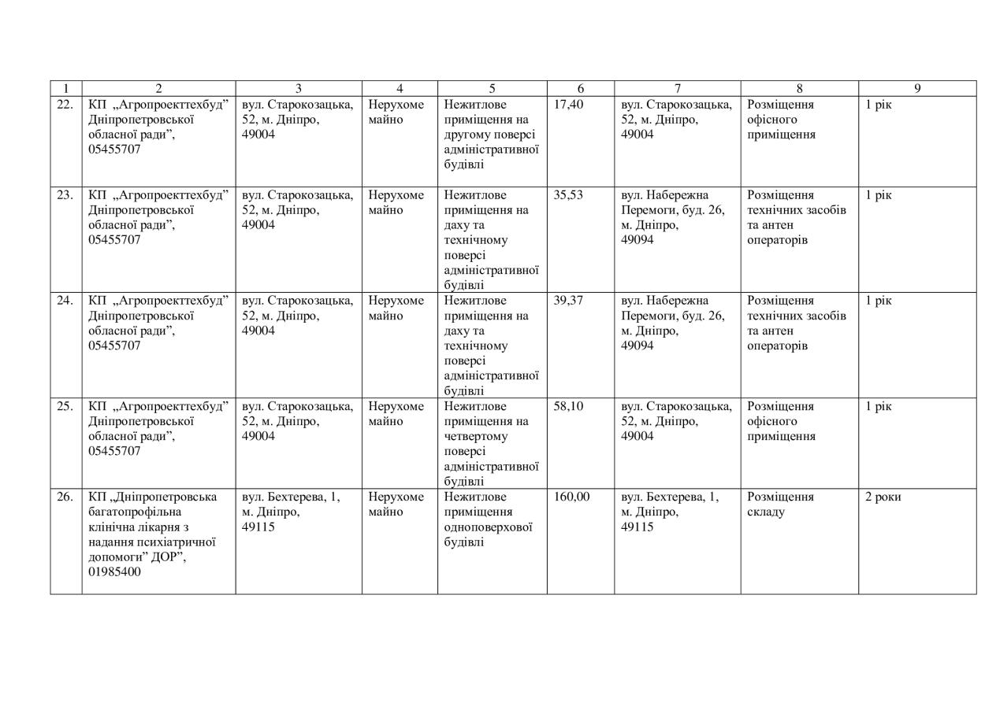 1 2 3 4 5 6 7 8 9
22. КП „Агропроекттехбуд” вул. Старокозацька, Нерухоме Нежитлове 17,40 вул. Старокозацька, Розміщення 1 рік
Дніпропетровської 52, м. Дніпро, майно приміщення на 52, м. Дніпро, офісного
обласної ради”, 49004 другому поверсі 49004 приміщення
05455707 адміністративної
будівлі
23. КП „Агропроекттехбуд” вул. Старокозацька, Нерухоме Нежитлове 35,53 вул. Набережна Розміщення 1 рік
Дніпропетровської 52, м. Дніпро, майно приміщення на Перемоги, буд. 26, технічних засобів
обласної ради”, 49004 даху та м. Дніпро, та антен
05455707 технічному 49094 операторів
поверсі
адміністративної
будівлі
24. КП „Агропроекттехбуд” вул. Старокозацька, Нерухоме Нежитлове 39,37 вул. Набережна Розміщення 1 рік
Дніпропетровської 52, м. Дніпро, майно приміщення на Перемоги, буд. 26, технічних засобів
обласної ради”, 49004 даху та м. Дніпро, та антен
05455707 технічному 49094 операторів
поверсі
адміністративної
будівлі
25. КП „Агропроекттехбуд” вул. Старокозацька, Нерухоме Нежитлове 58,10 вул. Старокозацька, Розміщення 1 рік
Дніпропетровської 52, м. Дніпро, майно приміщення на 52, м. Дніпро, офісного
обласної ради”, 49004 четвертому 49004 приміщення
05455707 поверсі
адміністративної
будівлі
26. КП „Дніпропетровська вул. Бехтерева, 1, Нерухоме Нежитлове 160,00 вул. Бехтерева, 1, Розміщення 2 роки
багатопрофільна м. Дніпро, майно приміщення м. Дніпро, складу
клінічна лікарня з 49115 одноповерхової 49115
надання психіатричної будівлі
допомоги” ДОР”,
01985400